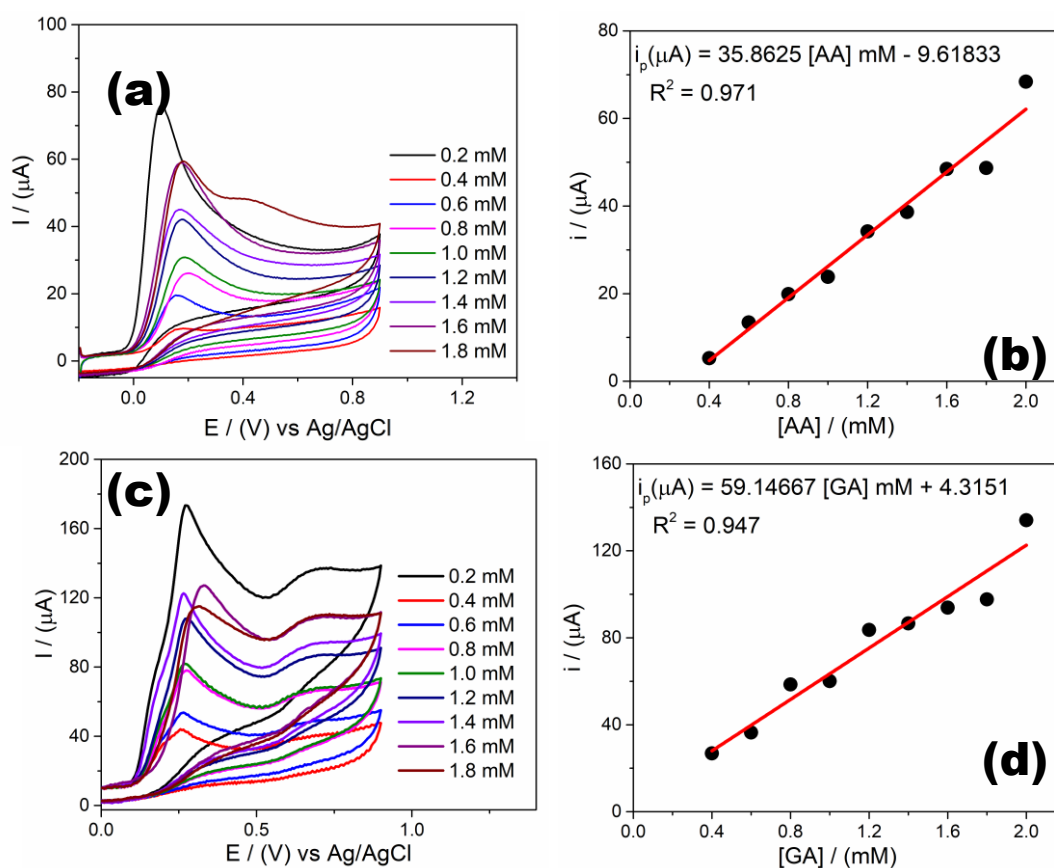 (a)
100
80
60
40
20
0
I / (μA)
0.0
0.4
0.8
1.2
E / (V) vs Ag/AgCl
0.2 mM
0.4 mM
0.6 mM
0.8 mM
1.0 mM
1.2 mM
1.4 mM
1.6 mM
1.8 mM
(b)
iₚ(μA) = 35.8625 [AA] mM - 9.61833
R² = 0.971
80
60
40
20
0
i / (μA)
0.0
0.4
0.8
1.2
1.6
2.0
[AA] / (mM)
(c)
200
160
120
80
40
0
I / (μA)
0.0
0.5
1.0
E / (V) vs Ag/AgCl
0.2 mM
0.4 mM
0.6 mM
0.8 mM
1.0 mM
1.2 mM
1.4 mM
1.6 mM
1.8 mM
(d)
iₚ(μA) = 59.14667 [GA] mM + 4.3151
R² = 0.947
160
120
80
40
0
i / (μA)
0.0
0.4
0.8
1.2
1.6
2.0
[GA] / (mM)